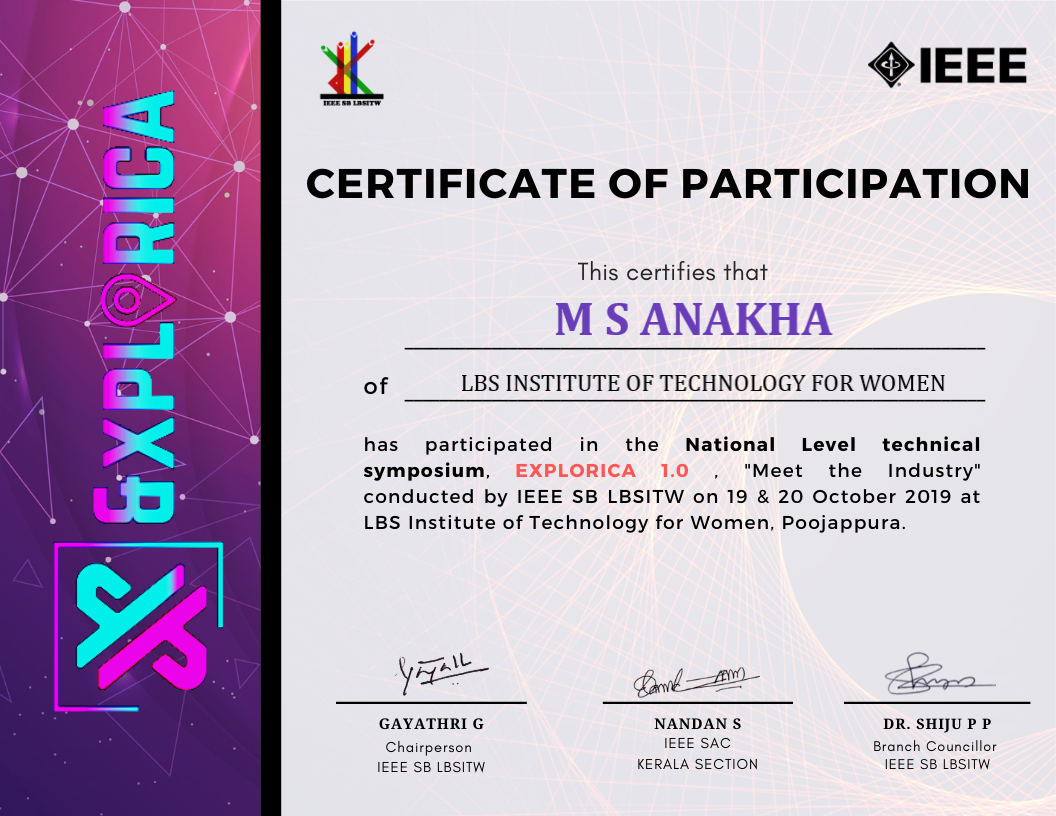 EXPLORICA
IEEE SB LBSITW
IEEE
CERTIFICATE OF PARTICIPATION
This certifies that
M S ANAKHA
of LBS INSTITUTE OF TECHNOLOGY FOR WOMEN
has participated in the National Level technical
symposium, EXPLORICA 1.0 , "Meet the Industry"
conducted by IEEE SB LBSITW on 19 & 20 October 2019 at
LBS Institute of Technology for Women, Poojappura.
GAYATHRI G
Chairperson
IEEE SB LBSITW
NANDAN S
IEEE SAC
KERALA SECTION
DR. SHIJU P P
Branch Councillor
IEEE SB LBSITW